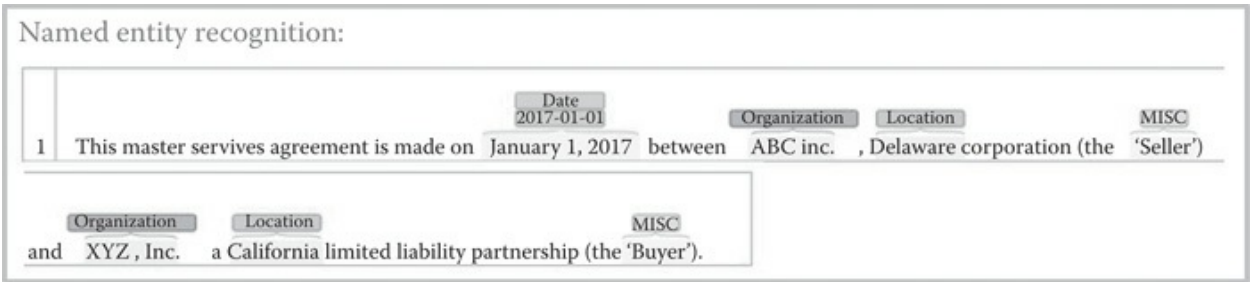 Named entity recognition:
Date
2017-01-01
Organization Location MISC
1 This master servives agreement is made on January 1, 2017 between ABC inc. , Delaware corporation (the ‘Seller’)
Organization Location MISC
and XYZ , Inc. a California limited liability partnership (the ‘Buyer’).